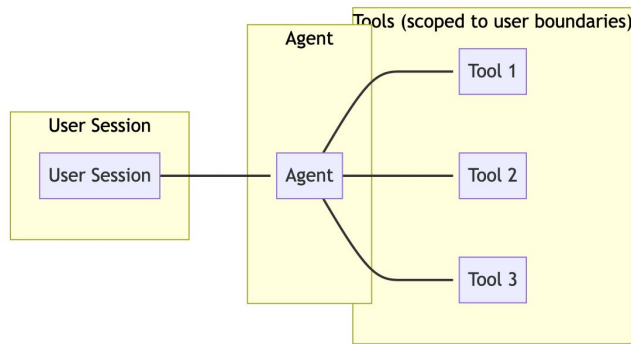 Tools (scoped to user boundaries)
Agent
Tool 1
User Session
User Session
Agent
Tool 2
Tool 3